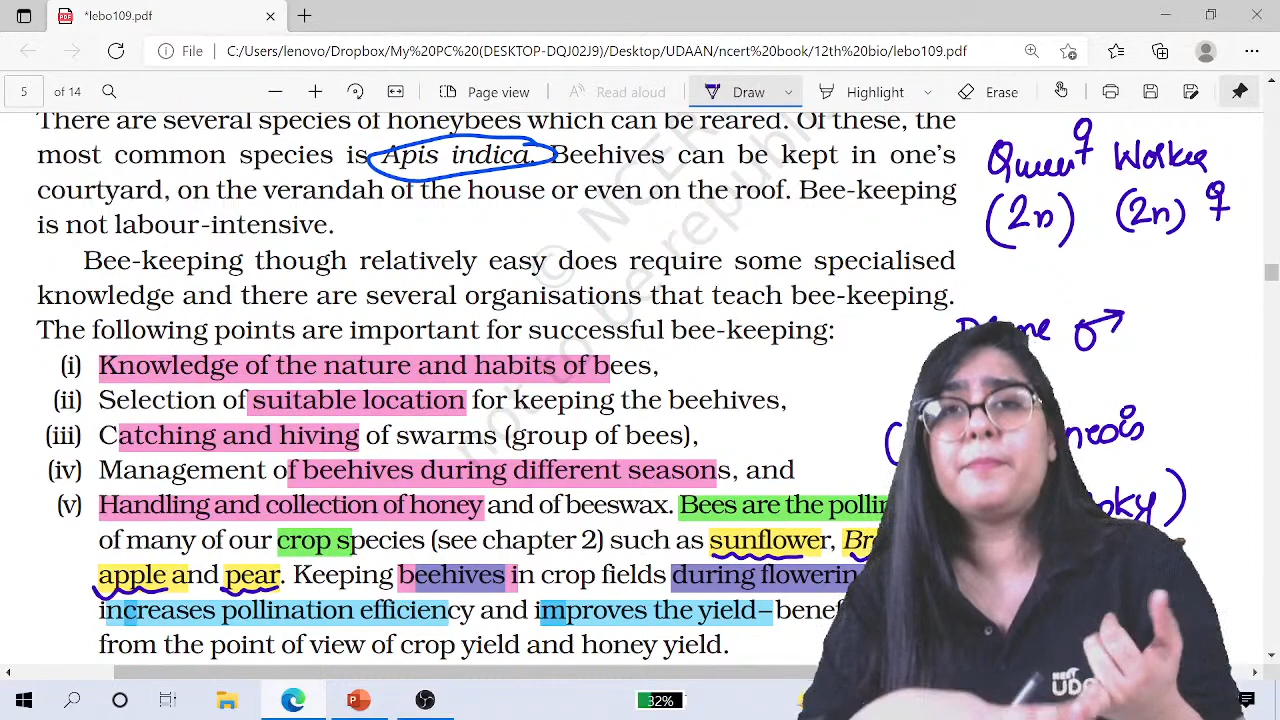 *lebo109.pdf
File C:/Users/lenovo/Dropbox/My%20PC%20(DESKTOP-DQJ02J9)/Desktop/UDAAN/ncert%20book/12th%20bio/lebo109.pdf
5 of 14 Page view Read aloud Draw Highlight Erase
There are several species of honeybees which can be reared. Of these, the
most common species is Apis indica. Beehives can be kept in one's
courtyard, on the verandah of the house or even on the roof. Bee-keeping
is not labour-intensive.
Bee-keeping though relatively easy does require some specialised
knowledge and there are several organisations that teach bee-keeping.
The following points are important for successful bee-keeping:
(i) Knowledge of the nature and habits of bees,
(ii) Selection of suitable location for keeping the beehives,
(iii) Catching and hiving of swarms (group of bees),
(iv) Management of beehives during different seasons, and
(v) Handling and collection of honey and of beeswax. Bees are the
of many of our crop species (see chapter 2) such as sunflower,
apple and pear. Keeping beehives in crop fields during
increases pollination efficiency and improves the yield–
from the point of view of crop yield and honey yield.
© NCERT
not to be
Queen ♀ Worker
(2n) (2n) ♀
♂
32%